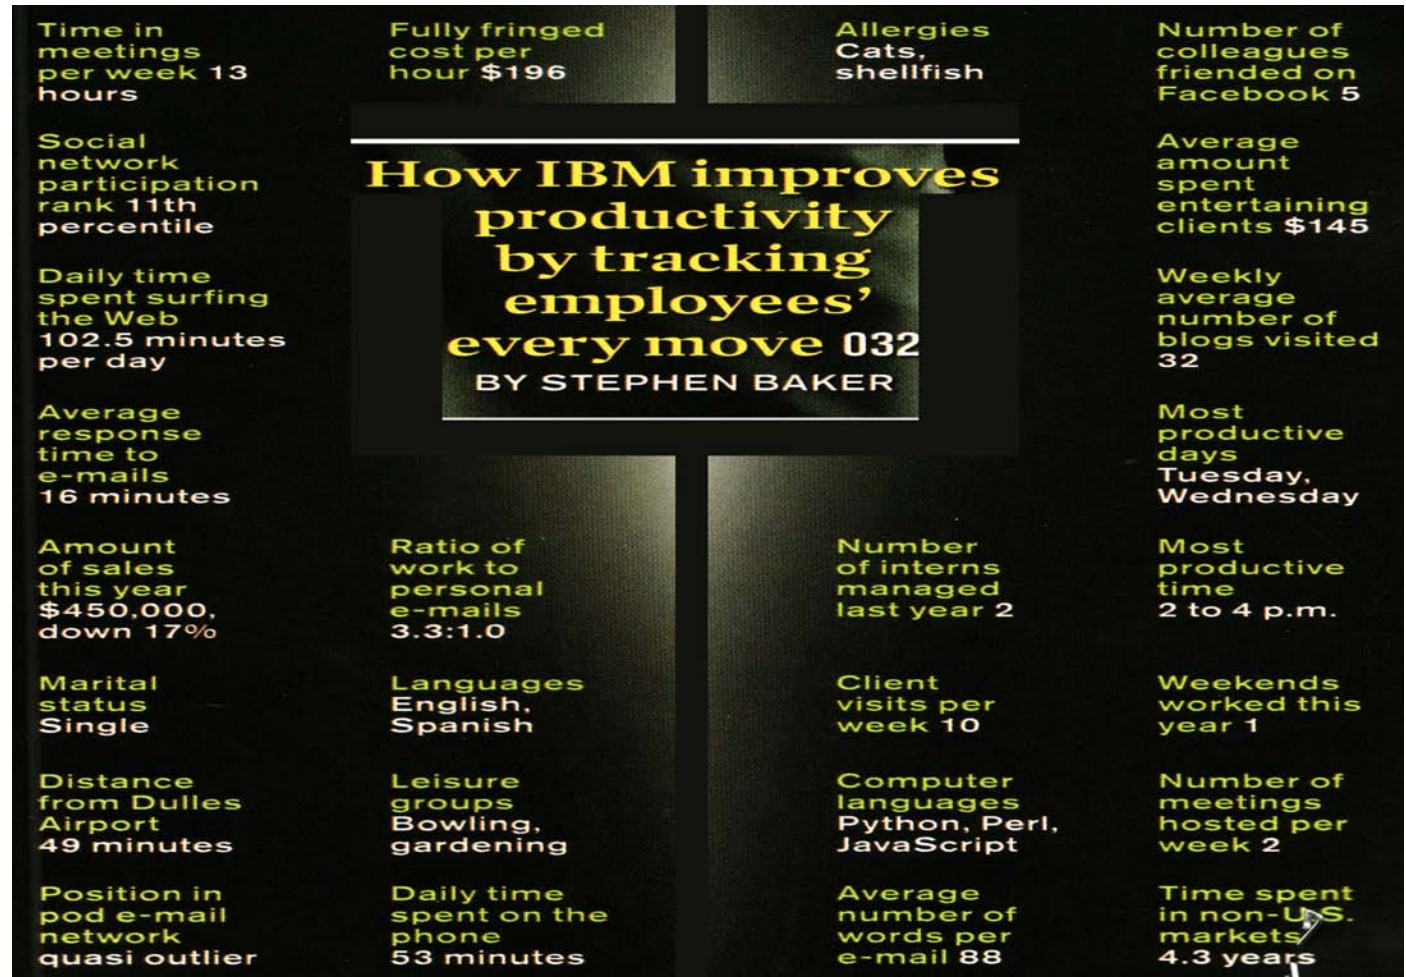 Time in
meetings
per week 13
hours
Social
network
participation
rank 11th
percentile
Daily time
spent surfing
the Web
102.5 minutes
per day
Average
response
time to
e-mails
16 minutes
Amount
of sales
this year
$450,000,
down 17%
Marital
status
Single
Distance
from Dulles
Airport
49 minutes
Position in
pod e-mail
network
quasi outlier
Fully fringed
cost per
hour $196
How IBM improves
productivity
by tracking
employees’
every move 032
BY STEPHEN BAKER
Ratio of
work to
personal
e-mails
3.3:1.0
Languages
English,
Spanish
Leisure
groups
Bowling,
gardening
Daily time
spent on the
phone
53 minutes
Allergies
Cats,
shellfish
Number
of interns
managed
last year 2
Client
visits per
week 10
Computer
languages
Python, Perl,
JavaScript
Average
number of
words per
e-mail 88
Number of
colleagues
friended on
Facebook 5
Average
amount
spent
entertaining
clients $145
Weekly
average
number of
blogs visited
32
Most
productive
days
Tuesday,
Wednesday
Most
productive
time
2 to 4 p.m.
Weekends
worked this
year 1
Number of
meetings
hosted per
week 2
Time spent
in non-U.S.
markets
4.3 years